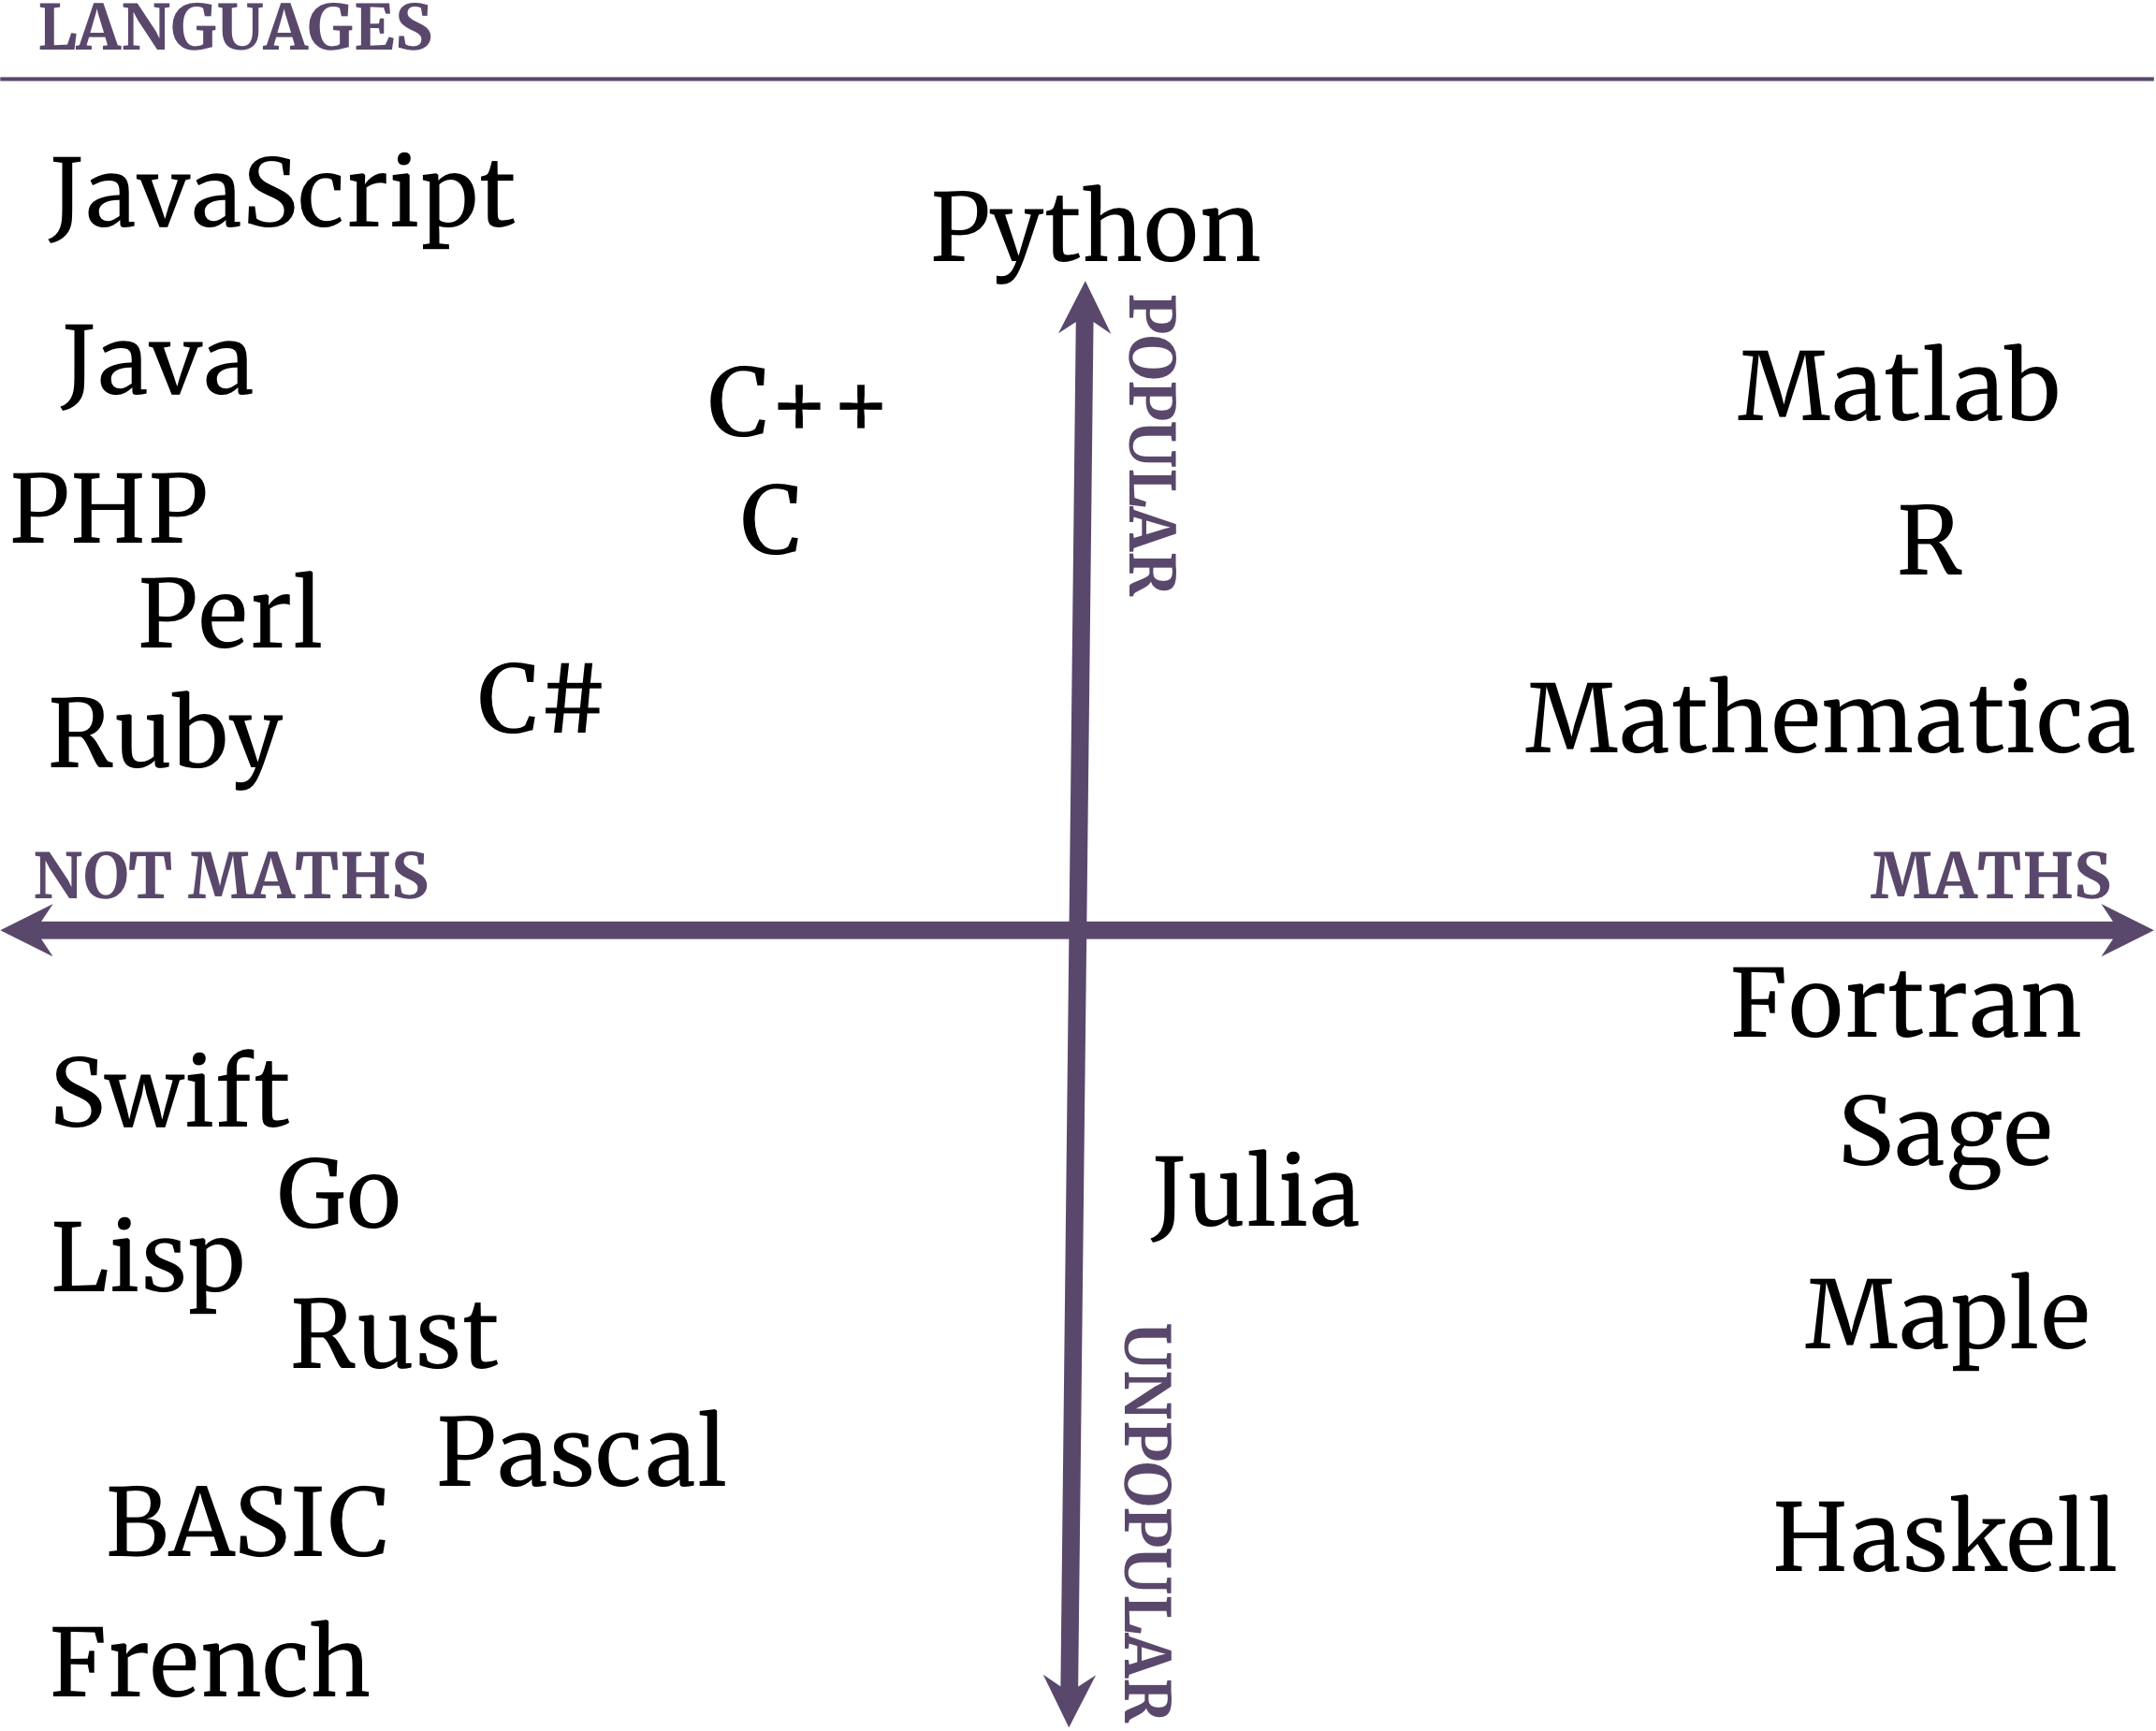 LANGUAGES
JavaScript
Python
Java
Matlab
C++
PHP
C
R
Perl
C#
Ruby
Mathematica
POPULAR
NOT MATHS
MATHS
Fortran
Swift
Sage
Go
Julia
Lisp
Rust
Maple
Pascal
BASIC
Haskell
French
UNPOPULAR